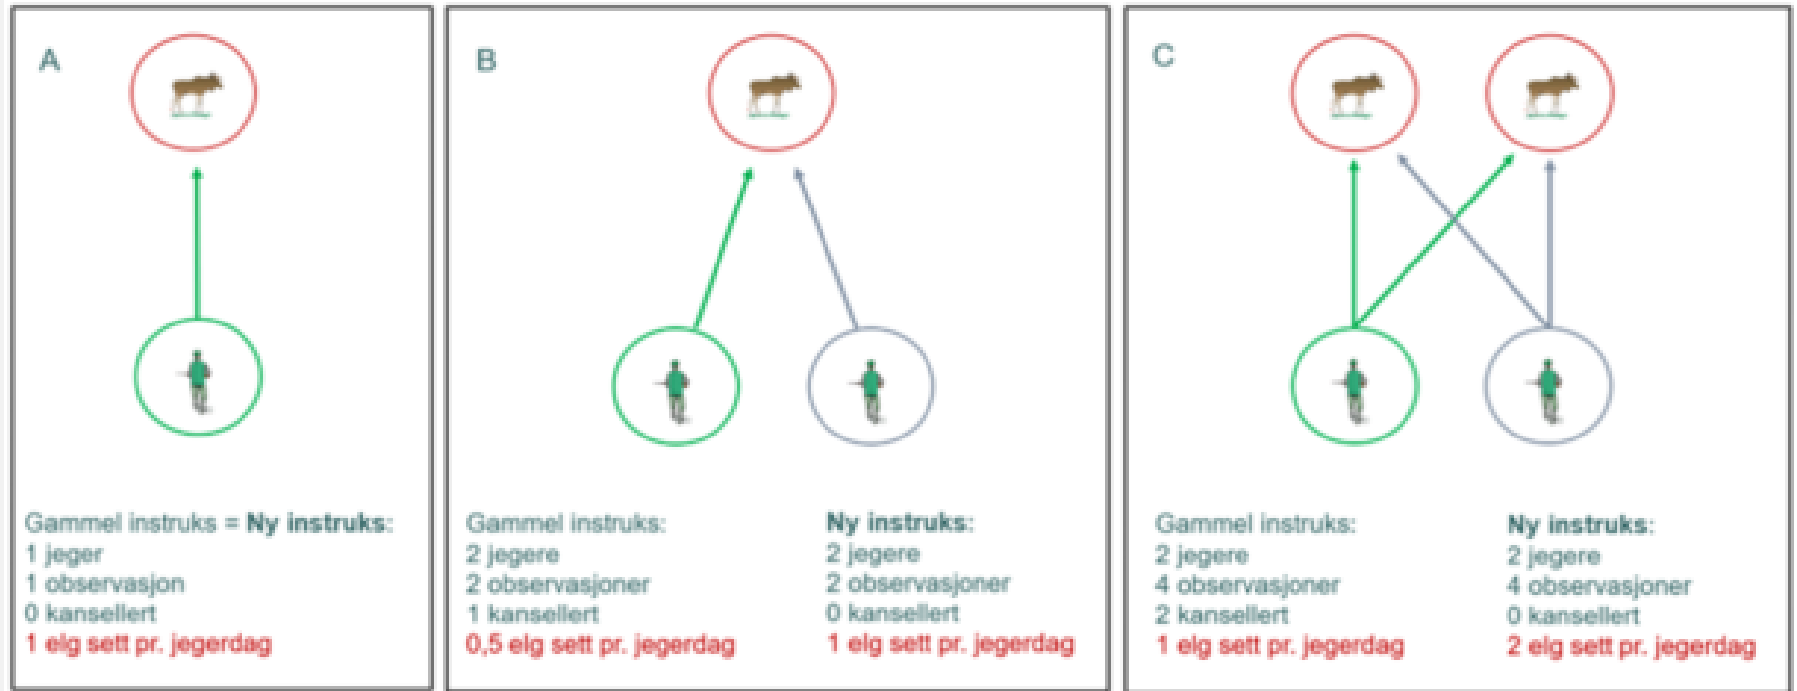 A
Gammel instruks = Ny instruks:
1 jeger
1 observasjon
0 kansellert
1 elg sett pr. jegerdag
B
Gammel instruks:
2 jegere
2 observasjoner
1 kansellert
0,5 elg sett pr. jegerdag
Ny instruks:
2 jegere
2 observasjoner
0 kansellert
1 elg sett pr. jegerdag
C
Gammel instruks:
2 jegere
4 observasjoner
2 kansellert
1 elg sett pr. jegerdag
Ny instruks:
2 jegere
4 observasjoner
0 kansellert
2 elg sett pr. jegerdag